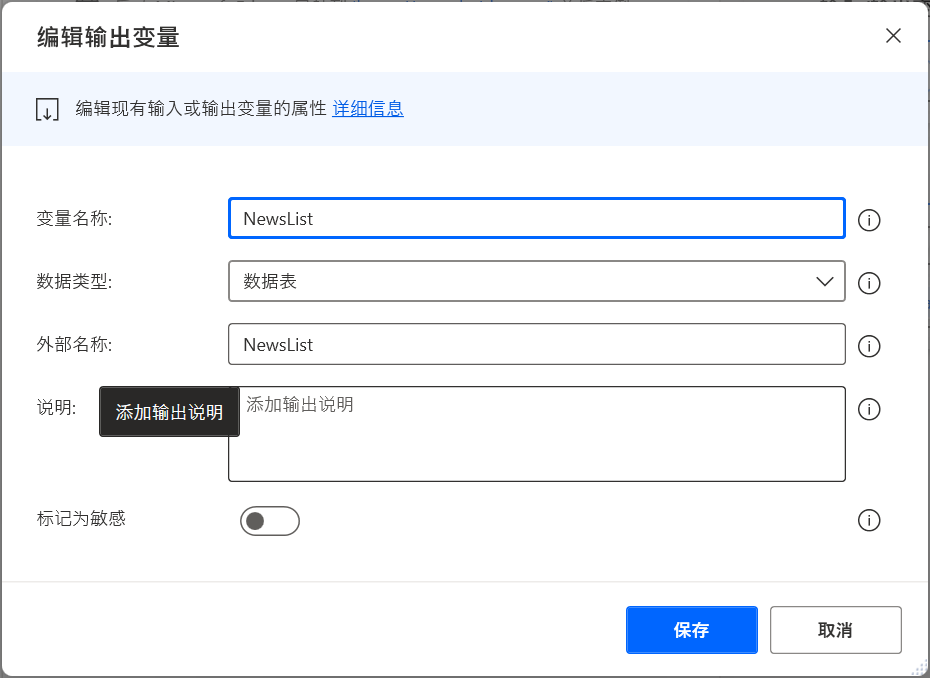 编辑输出变量
编辑现有输入或输出变量的属性 详细信息
变量名称:
NewsList
数据类型:
数据表
外部名称:
NewsList
说明:
添加输出说明
添加输出说明
标记为敏感
保存
取消